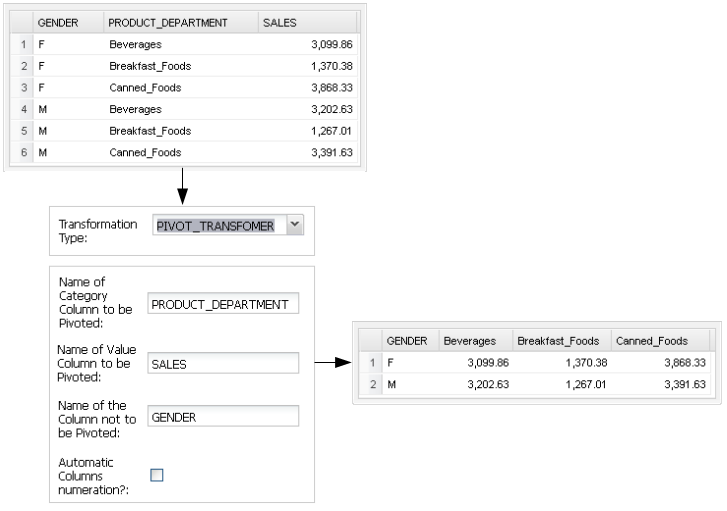 GENDER PRODUCT_DEPARTMENT SALES
1 F Beverages 3,099.86
2 F Breakfast_Foods 1,370.38
3 F Canned_Foods 3,868.33
4 M Beverages 3,202.63
5 M Breakfast_Foods 1,267.01
6 M Canned_Foods 3,391.63
Transformation
Type:
PIVOT_TRANSFOMER
Name of
Category
Column to be
Pivoted:
PRODUCT_DEPARTMENT
Name of Value
Column to be
Pivoted:
SALES
Name of the
Column not to
be Pivoted:
GENDER
Automatic
Columns
numeration?:
GENDER Beverages Breakfast_Foods Canned_Foods
1 F 3,099.86 1,370.38 3,868.33
2 M 3,202.63 1,267.01 3,391.63